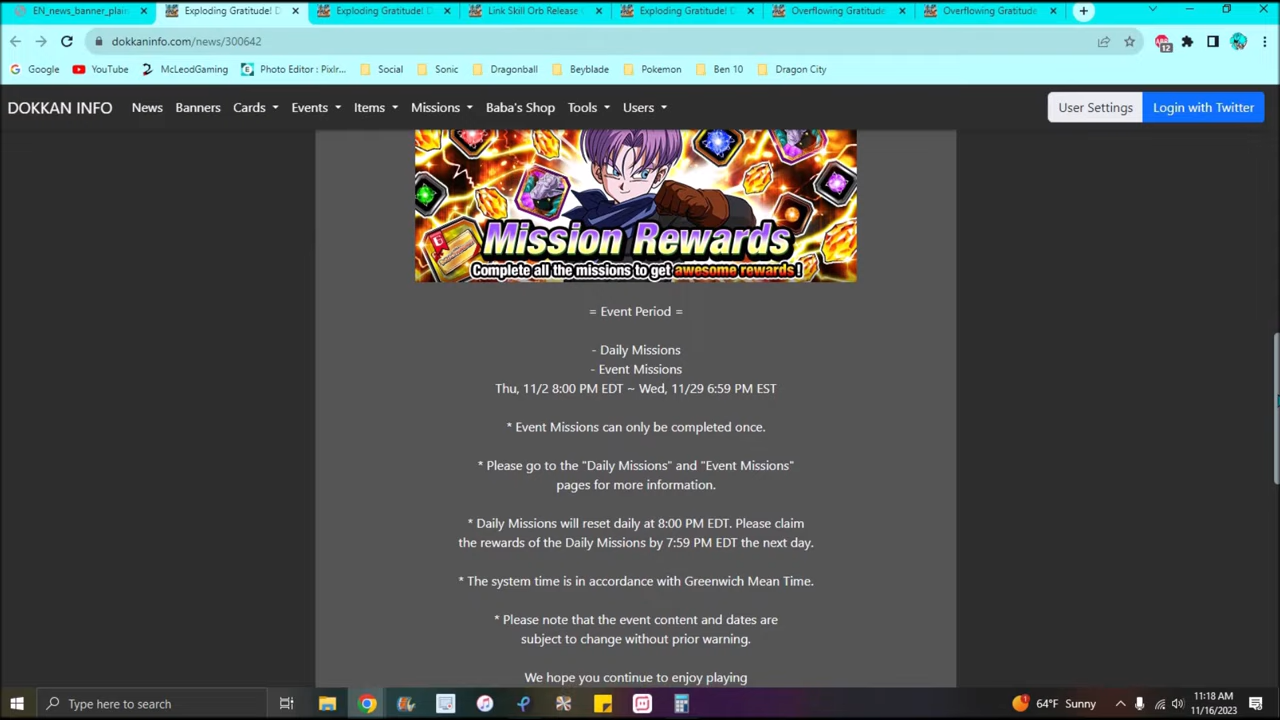 EN_news_banner_plain
Exploding Gratitude! D
Exploding Gratitude! D
Link Skill Orb Release
Exploding Gratitude! D
Overflowing Gratitude
Overflowing Gratitude
dokkaninfo.com/news/300642
12
Google
YouTube
McLeodGaming
Photo Editor : Pixlr...
Social
Sonic
Dragonball
Beyblade
Pokemon
Ben 10
Dragon City
DOKKAN INFO
News
Banners
Cards
Events
Items
Missions
Baba's Shop
Tools
Users
User Settings
Login with Twitter
Mission Rewards
Complete all the missions to get awesome rewards!
= Event Period =
- Daily Missions
- Event Missions
Thu, 11/2 8:00 PM EDT ~ Wed, 11/29 6:59 PM EST
* Event Missions can only be completed once.
* Please go to the "Daily Missions" and "Event Missions"
pages for more information.
* Daily Missions will reset daily at 8:00 PM EDT. Please claim
the rewards of the Daily Missions by 7:59 PM EDT the next day.
* The system time is in accordance with Greenwich Mean Time.
* Please note that the event content and dates are
subject to change without prior warning.
We hope you continue to enjoy playing
Type here to search
64°F Sunny
11:18 AM
11/16/2023